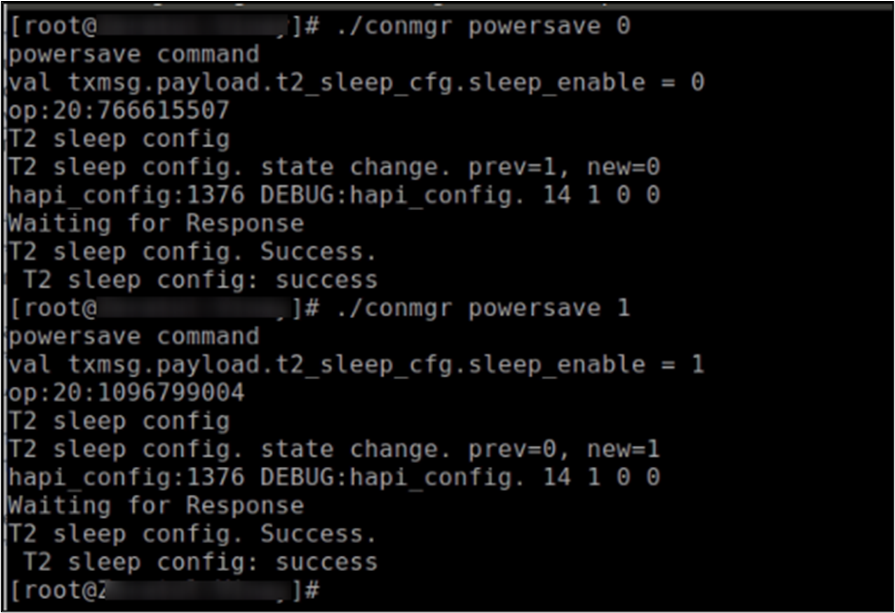 [root@ ]# ./conmgr powersave 0
powersave command
val txmsg.payload.t2_sleep_cfg.sleep_enable = 0
op:20:766615507
T2 sleep config
T2 sleep config. state change. prev=1, new=0
hapi_config:1376 DEBUG:hapi_config. 14 1 0 0
Waiting for Response
T2 sleep config. Success.
 T2 sleep config: success
[root@ ]# ./conmgr powersave 1
powersave command
val txmsg.payload.t2_sleep_cfg.sleep_enable = 1
op:20:1096799004
T2 sleep config
T2 sleep config. state change. prev=0, new=1
hapi_config:1376 DEBUG:hapi_config. 14 1 0 0
Waiting for Response
T2 sleep config. Success.
 T2 sleep config: success
[root@ ]#